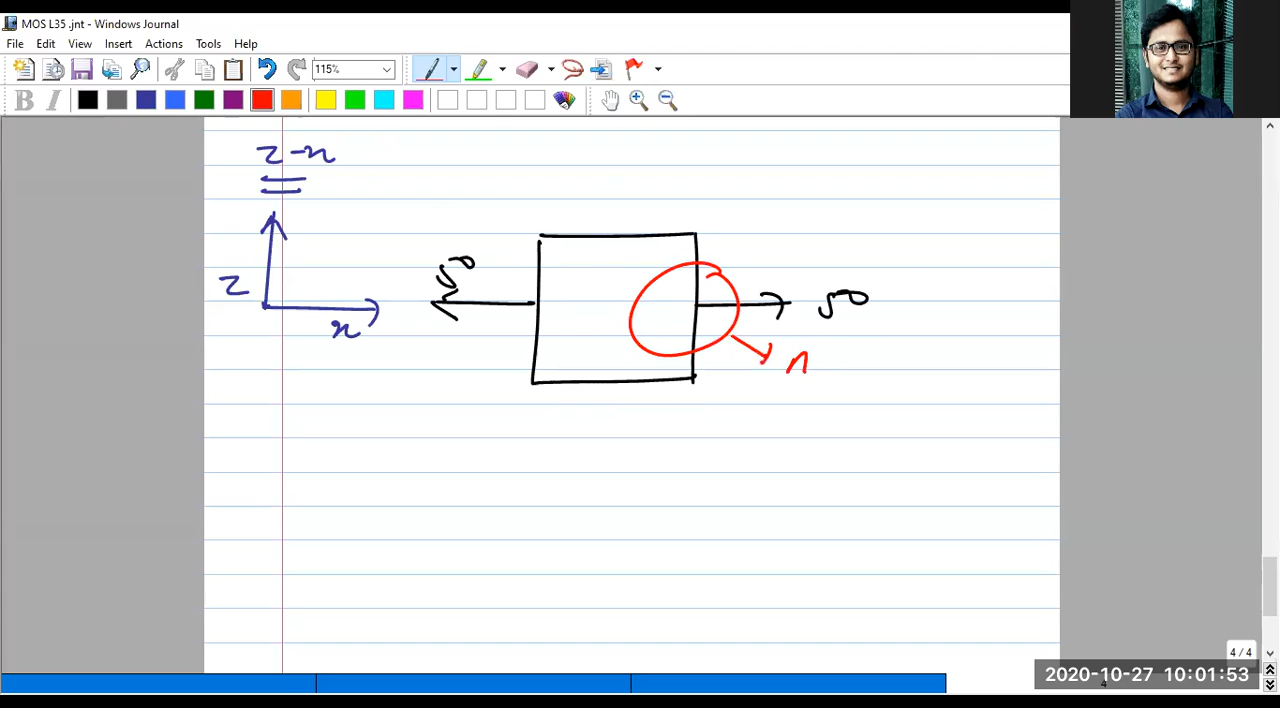 MOS L35 .jnt - Windows Journal
File Edit View Insert Actions Tools Help
115%
B I
z - x
z
x
50
50
x
4 / 4
2020-10-27 10:01:53
4